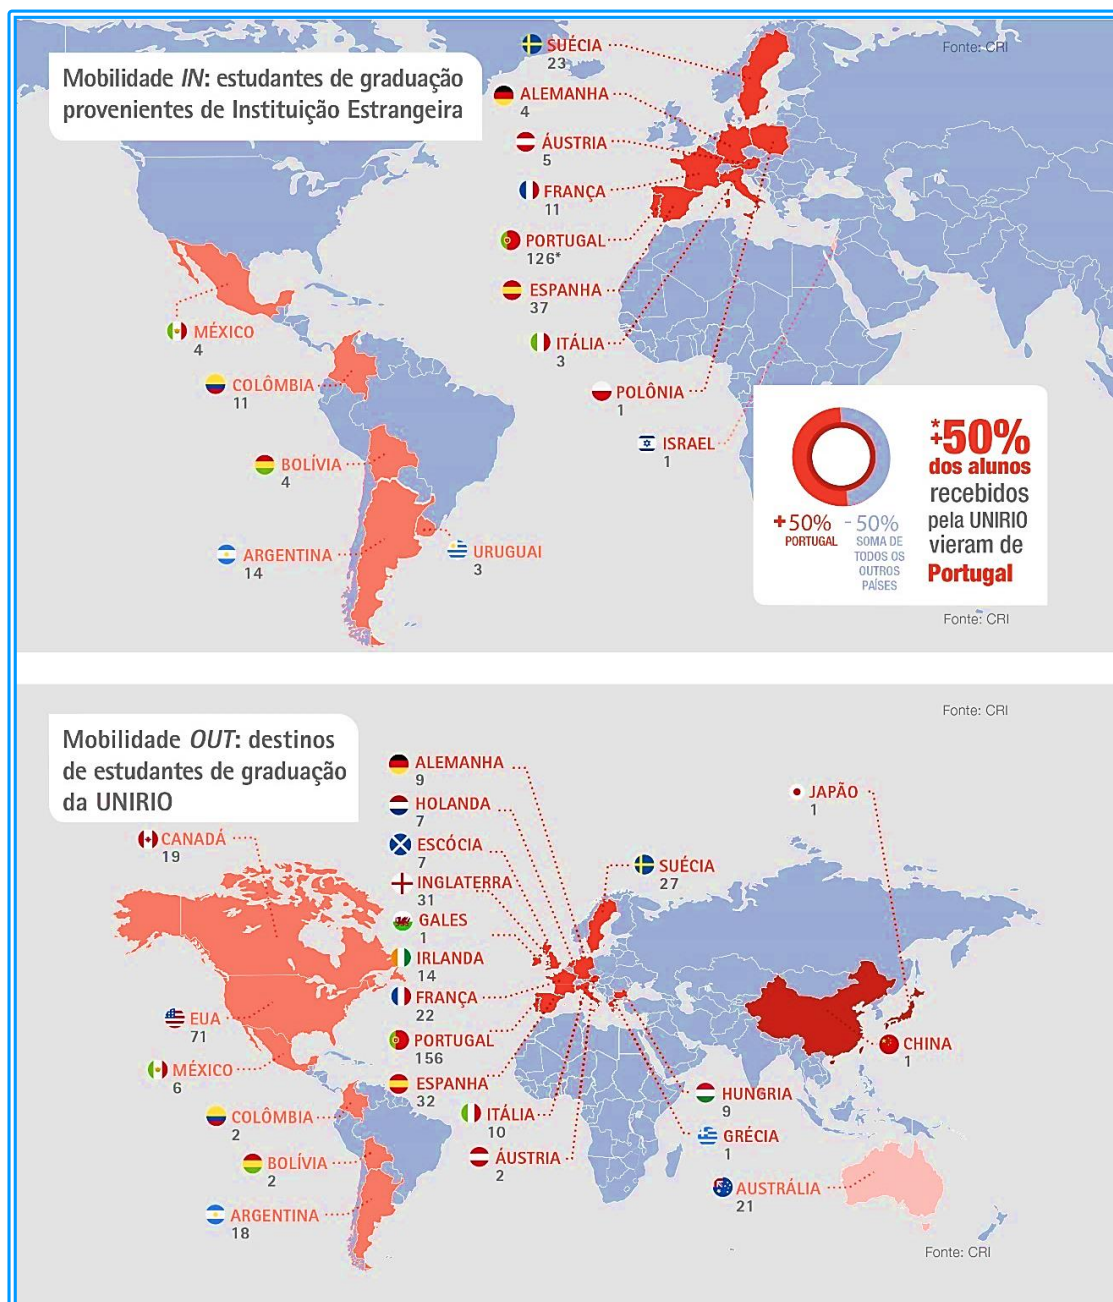 Fonte: CRI
Mobilidade IN: estudantes de graduação
provenientes de Instituição Estrangeira
SUÉCIA
23
ALEMANHA
4
ÁUSTRIA
5
FRANÇA
11
PORTUGAL
126*
ESPANHA
37
ITÁLIA
3
POLÔNIA
1
ISRAEL
1
MÉXICO
4
COLÔMBIA
11
BOLÍVIA
4
ARGENTINA
14
URUGUAI
3
+50%
PORTUGAL
-50%
SOMA DE
TODOS OS
OUTROS
PAÍSES
*+50%
dos alunos
recebidos
pela UNIRIO
vieram de
Portugal
Fonte: CRI
Fonte: CRI
Mobilidade OUT: destinos
de estudantes de graduação
da UNIRIO
CANADÁ
19
EUA
71
MÉXICO
6
COLÔMBIA
2
BOLÍVIA
2
ARGENTINA
18
ALEMANHA
9
HOLANDA
7
ESCÓCIA
7
INGLATERRA
31
GALES
1
IRLANDA
14
FRANÇA
22
PORTUGAL
156
ESPANHA
32
ITÁLIA
10
ÁUSTRIA
2
SUÉCIA
27
JAPÃO
1
CHINA
1
HUNGRIA
9
GRÉCIA
1
AUSTRÁLIA
21
Fonte: CRI